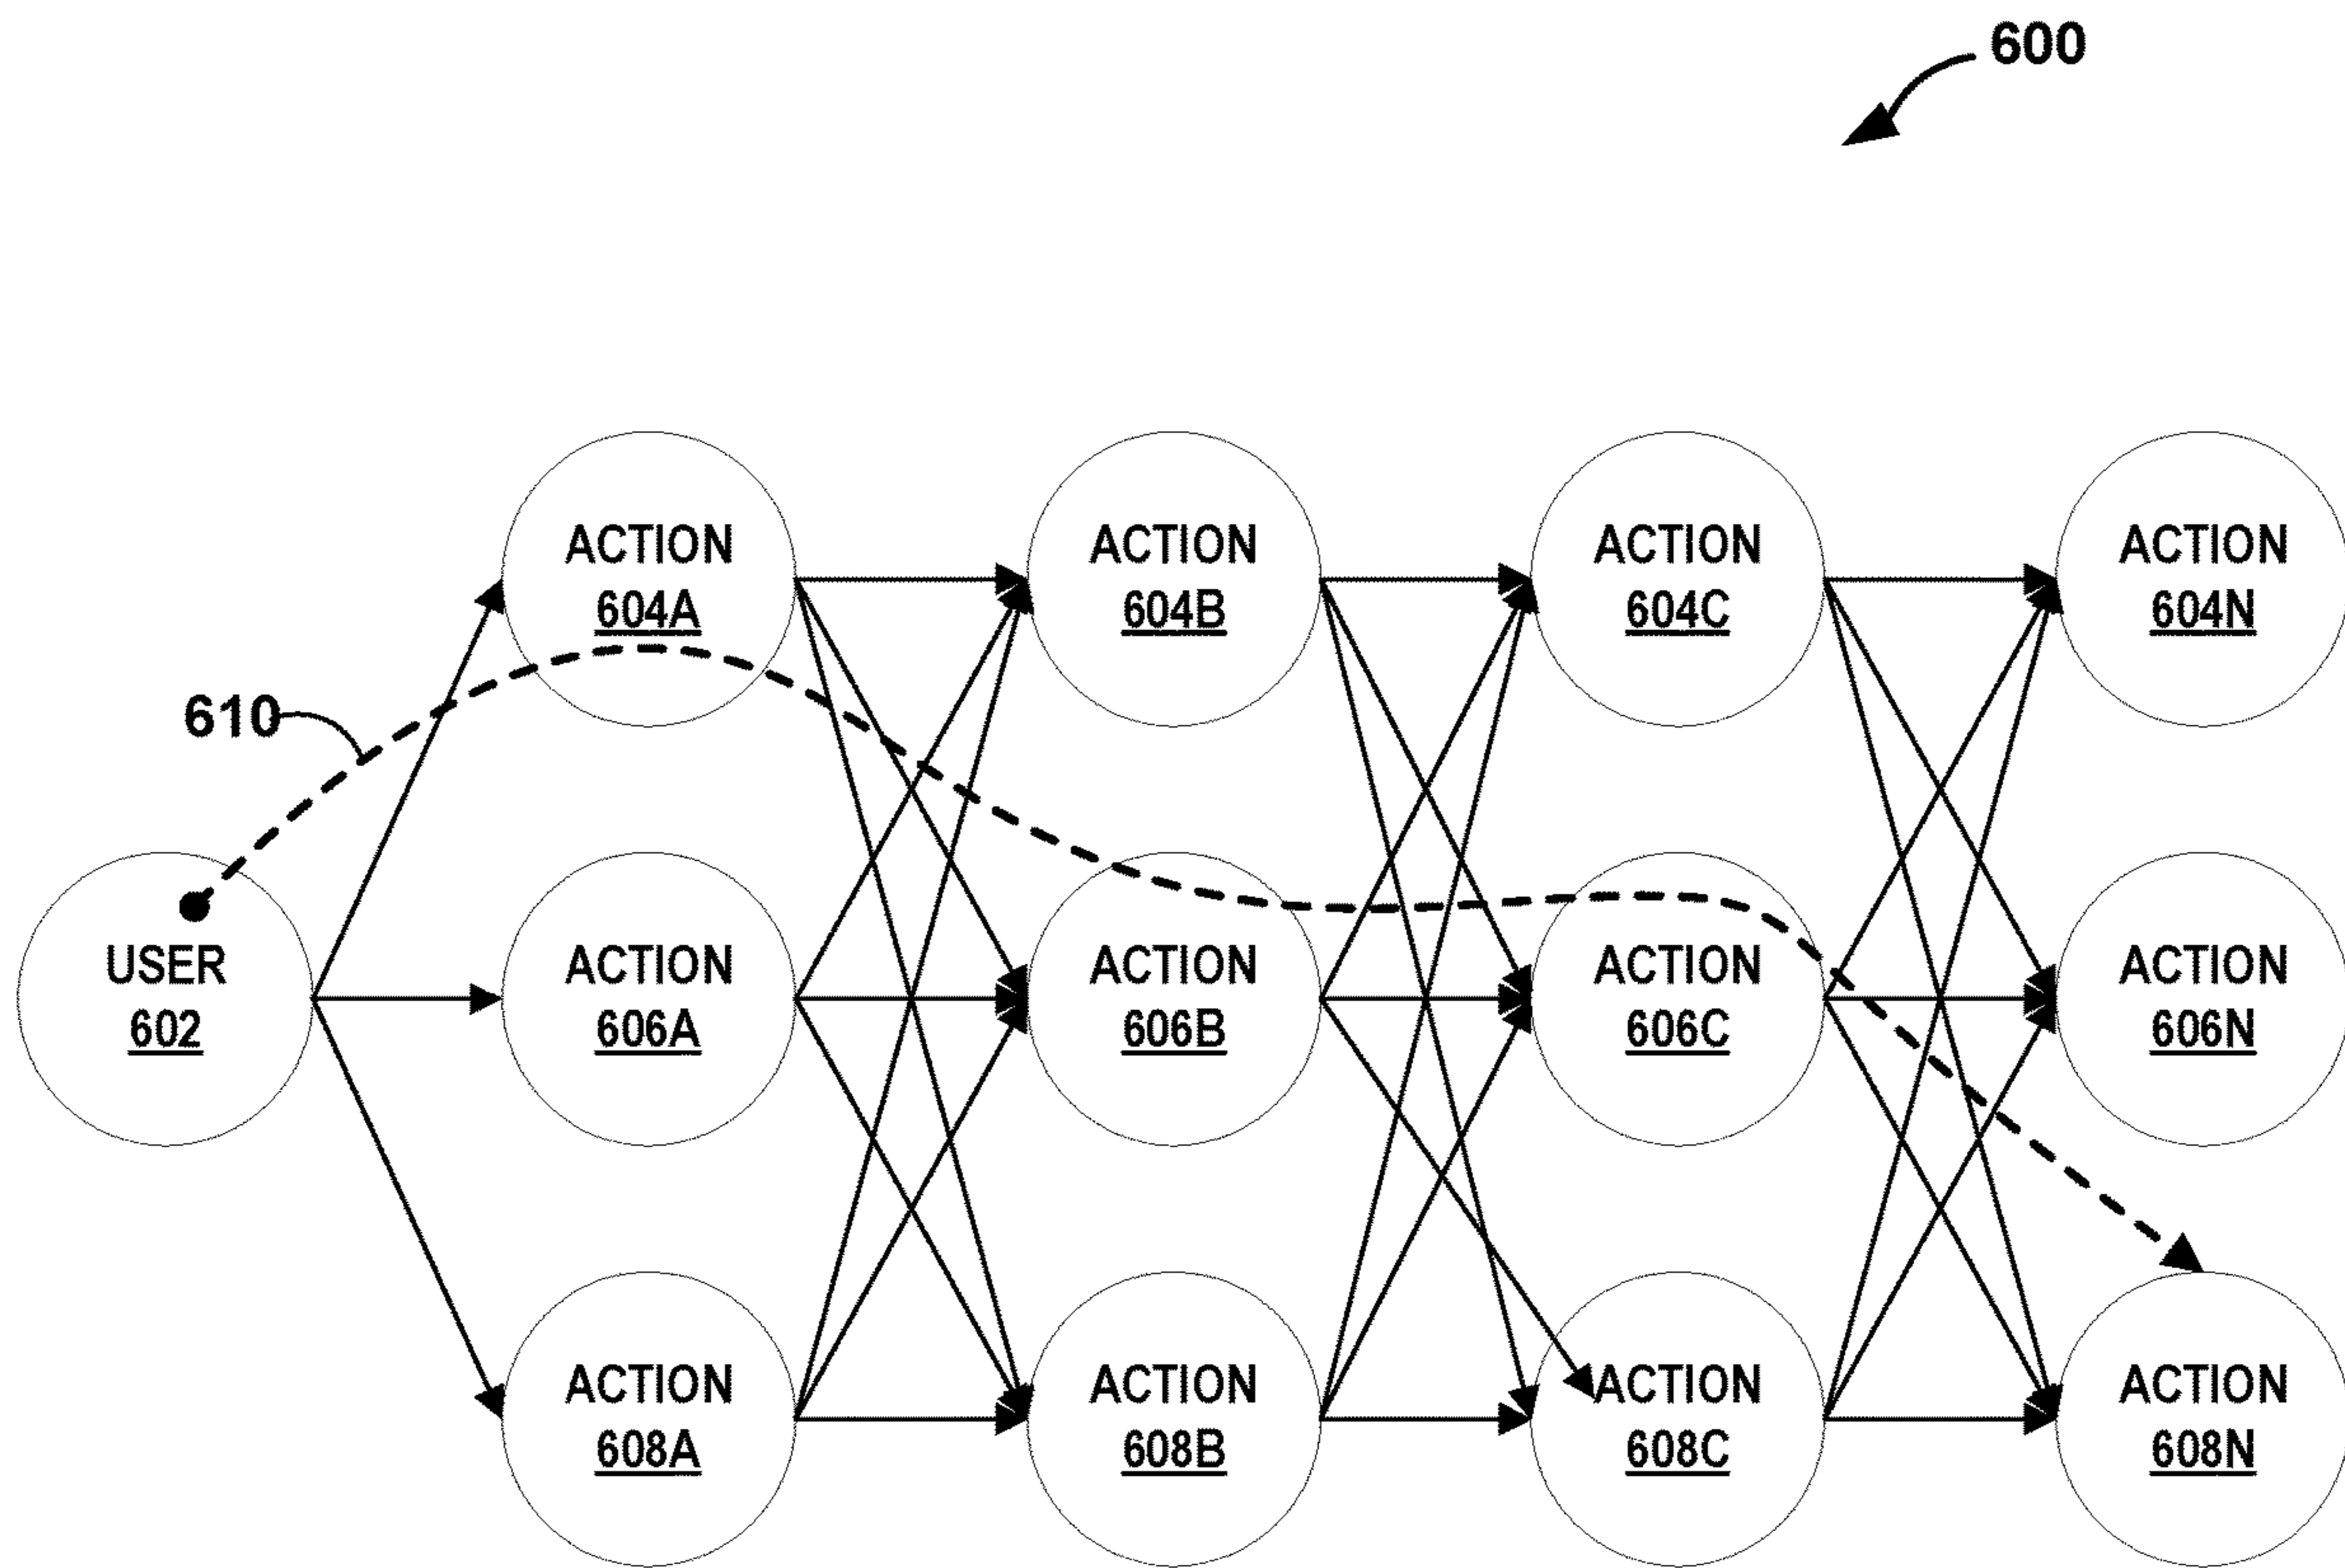 600
ACTION
604A
ACTION
604B
ACTION
604C
ACTION
604N
610
USER
602
ACTION
606A
ACTION
606B
ACTION
606C
ACTION
606N
ACTION
608A
ACTION
608B
ACTION
608C
ACTION
608N